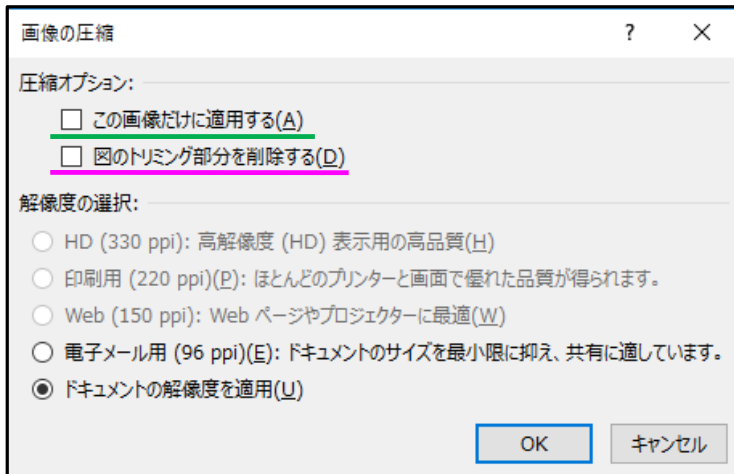 画像の圧縮 ? ×
圧縮オプション:
この画像だけに適用する(A)
図のトリミング部分を削除する(D)
解像度の選択:
HD (330 ppi): 高解像度 (HD) 表示用の高品質(H)
印刷用 (220 ppi)(P): ほとんどのプリンターと画面で優れた品質が得られます。
Web (150 ppi): Web ページやプロジェクターに最適(W)
電子メール用 (96 ppi)(E): ドキュメントのサイズを最小限に抑え、共有に適しています。
ドキュメントの解像度を適用(U)
OK キャンセル